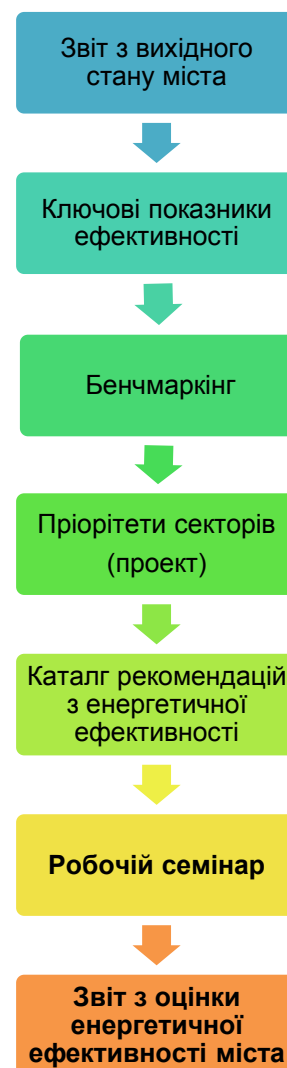 Звіт з вихідного
стану міста
Ключові показники
ефективності
Бенчмаркінг
Пріорітети секторів
(проект)
Каталг рекомендацій
з енергетичної
ефективності
Робочій семінар
Звіт з оцінки
енергетичної
ефективності міста